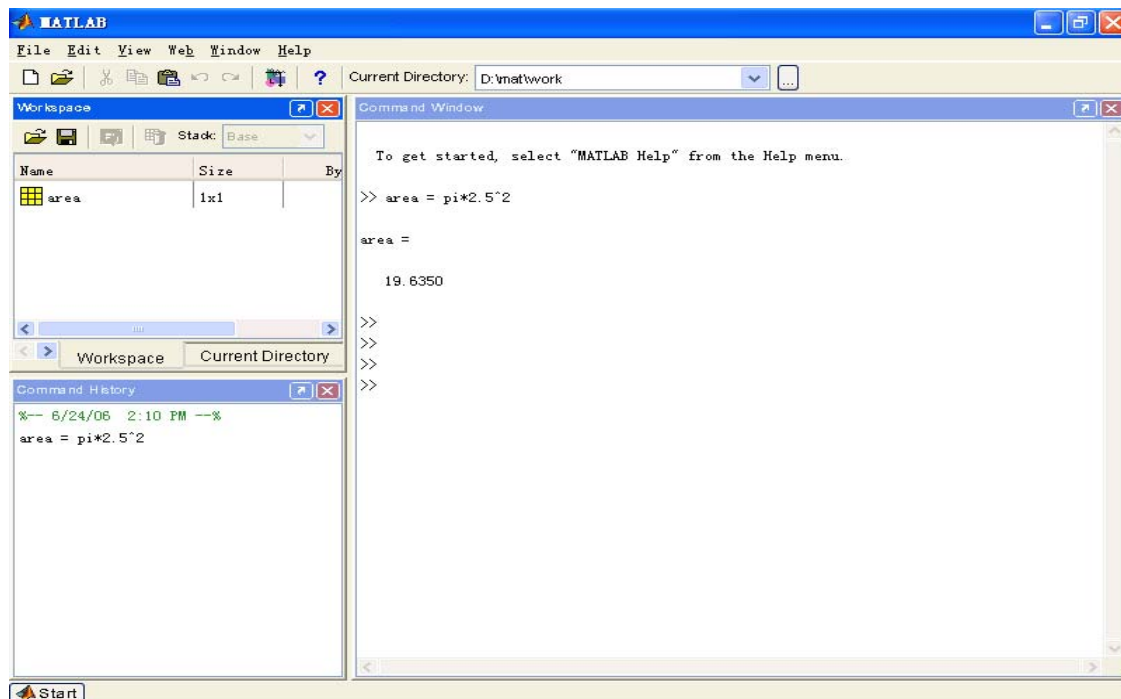 MATLAB
File Edit View Web Window Help
? Current Directory: D:\mat\work ...
Workspace
Stack: Base
Name Size By
area 1x1
Workspace Current Directory
Command History
%-- 6/24/06 2:10 PM --%
area = pi*2.5^2
Command Window
To get started, select "MATLAB Help" from the Help menu.
>> area = pi*2.5^2
area =
19.6350
>>
>>
>>
>>
Start